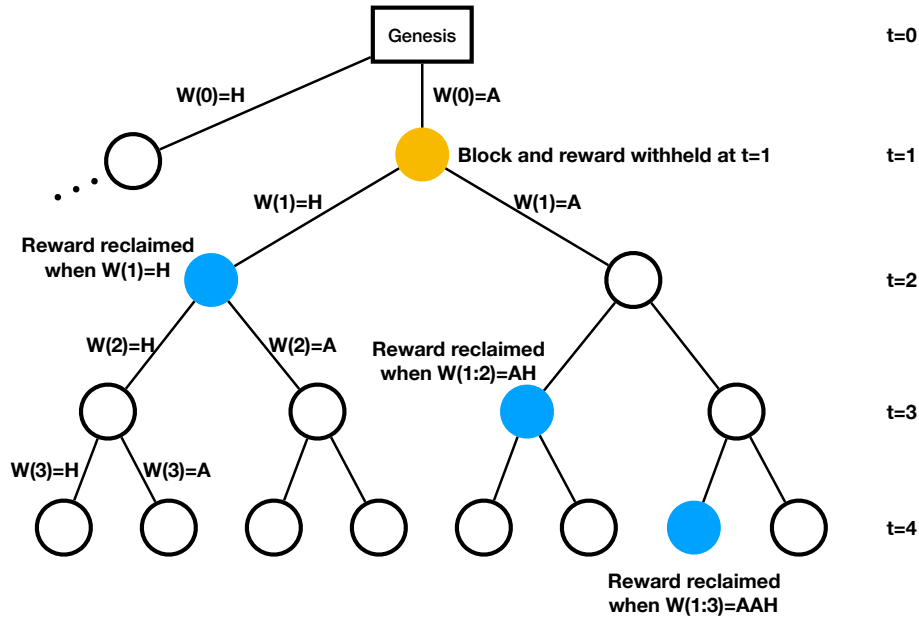 Genesis
t=0
W(0)=H
W(0)=A
Block and reward withheld at t=1
t=1
W(1)=H
W(1)=A
Reward reclaimed
when W(1)=H
t=2
W(2)=H
W(2)=A
Reward reclaimed
when W(1:2)=AH
t=3
W(3)=H
W(3)=A
t=4
Reward reclaimed
when W(1:3)=AAH